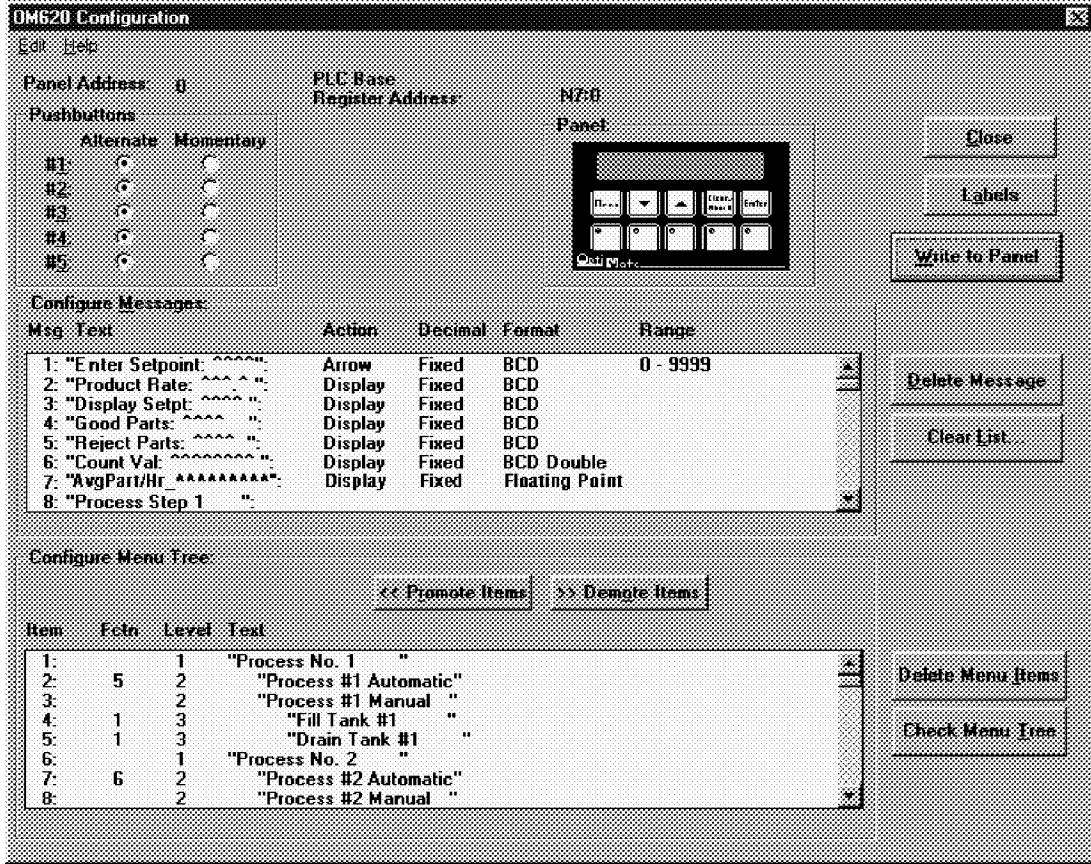 OM620 Configuration
Edit Help
Panel Address: 0
PLC Base
Register Address: N7:0
Pushbuttons
Alternate Momentary
#1:
#2:
#3:
#4:
#5:
Panel:
Menu
Clear/
Enter
Opti Mate
Close
Labels
Write to Panel
Configure Messages:
Msg Text Action Decimal Format Range
1: "Enter Setpoint: ^^^^": Arrow Fixed BCD 0 - 9999
2: "Product Rate: ^^^.^ ": Display Fixed BCD
3: "Display Setpt: ^^^^ ": Display Fixed BCD
4: "Good Parts: ^^^^ ": Display Fixed BCD
5: "Reject Parts: ^^^^ ": Display Fixed BCD
6: "Count Val: ^^^^^^^^ ": Display Fixed BCD Double
7: "AvgPart/Hr_^^^^^^^^^": Display Fixed Floating Point
8: "Process Step 1 ":
Delete Message
Clear List...
Configure Menu Tree:
<< Promote Items >> Demote Items
Item Fctn Level Text
1: 1 "Process No. 1 "
2: 5 2 "Process #1 Automatic"
3: 2 "Process #1 Manual "
4: 1 3 "Fill Tank #1 "
5: 1 3 "Drain Tank #1 "
6: 1 "Process No. 2 "
7: 6 2 "Process #2 Automatic"
8: 2 "Process #2 Manual "
Delete Menu Items
Check Menu Tree